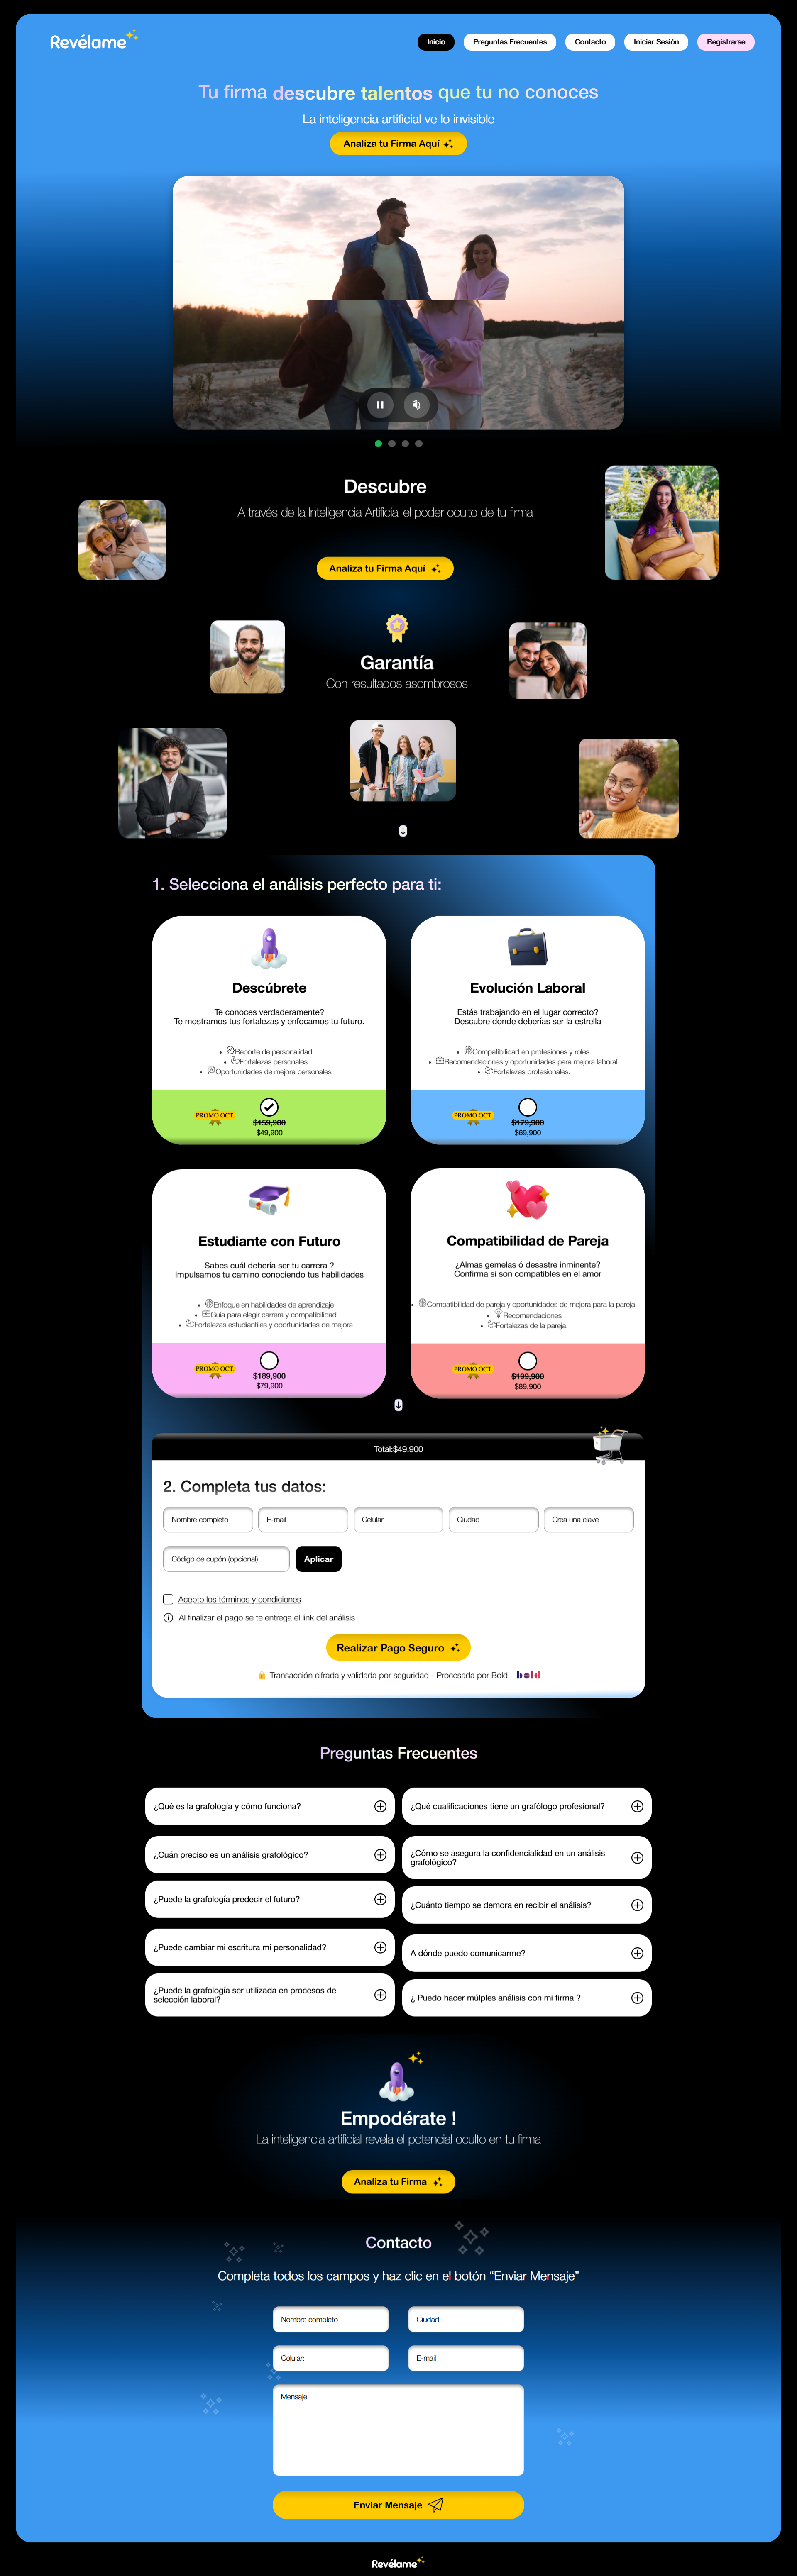 Revélame
Inicio
Preguntas Frecuentes
Contacto
Iniciar Sesión
Registrarse
Tu firma descubre talentos que tu no conoces
La inteligencia artificial ve lo invisible
Analiza tu Firma Aquí
Descubre
A través de la Inteligencia Artificial el poder oculto de tu firma
Analiza tu Firma Aquí
Garantía
Con resultados asombrosos
1. Selecciona el análisis perfecto para ti:
Descúbrete
Te conoces verdaderamente?
Te mostramos tus fortalezas y enfocamos tu futuro.
• Reporte de personalidad
• Fortalezas personales
• Oportunidades de mejora personales
PROMO OCT.
$159,900
$49,900
Evolución Laboral
Estás trabajando en el lugar correcto?
Descubre donde deberías ser la estrella
• Compatibilidad en profesiones y roles.
• Recomendaciones y oportunidades para mejora laboral.
• Fortalezas profesionales.
PROMO OCT.
$179,900
$69,900
Estudiante con Futuro
Sabes cuál debería ser tu carrera ?
Impulsamos tu camino conociendo tus habilidades
• Enfoque en habilidades de aprendizaje
• Guía para elegir carrera y compatibilidad
• Fortalezas estudiantiles y oportunidades de mejora
PROMO OCT.
$189,900
$79,900
Compatibilidad de Pareja
¿Almas gemelas ó desastre inminente?
Confirma si son compatibles en el amor
• Compatibilidad de pareja y oportunidades de mejora para la pareja.
• Recomendaciones
• Fortalezas de la pareja.
PROMO OCT.
$199,900
$89,900
Total:$49.900
2. Completa tus datos:
Nombre completo
E-mail
Celular
Ciudad
Crea una clave
Código de cupón (opcional)
Aplicar
Acepto los términos y condiciones
Al finalizar el pago se te entrega el link del análisis
Realizar Pago Seguro
Transacción cifrada y validada por seguridad - Procesada por Bold
bold
Preguntas Frecuentes
¿Qué es la grafología y cómo funciona?
¿Qué cualificaciones tiene un grafólogo profesional?
¿Cuán preciso es un análisis grafológico?
¿Cómo se asegura la confidencialidad en un análisis
grafológico?
¿Puede la grafología predecir el futuro?
¿Cuánto tiempo se demora en recibir el análisis?
¿Puede cambiar mi escritura mi personalidad?
A dónde puedo comunicarme?
¿Puede la grafología ser utilizada en procesos de
selección laboral?
¿ Puedo hacer múlples análisis con mi firma ?
Empodérate !
La inteligencia artificial revela el potencial oculto en tu firma
Analiza tu Firma
Contacto
Completa todos los campos y haz clic en el botón “Enviar Mensaje”
Nombre completo
Ciudad:
Celular:
E-mail
Mensaje
Enviar Mensaje
Revélame